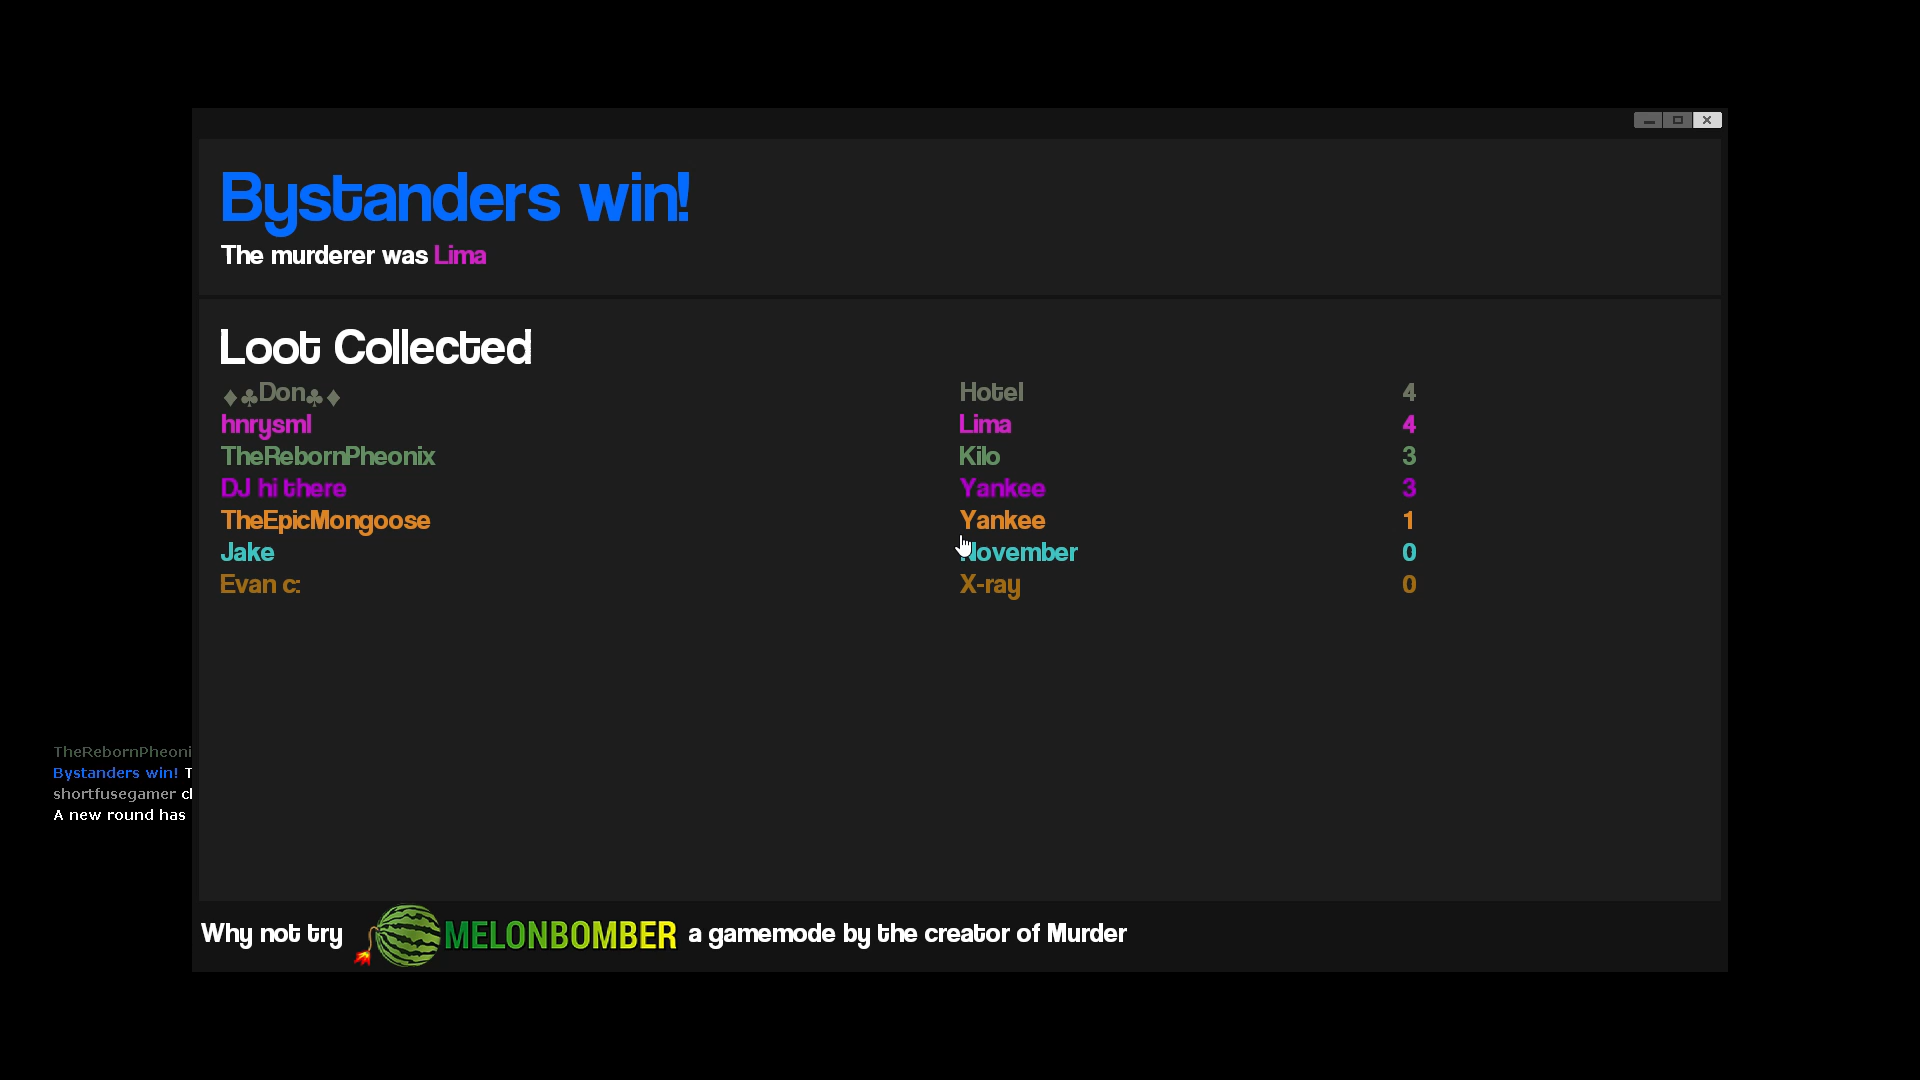 Bystanders win!
The murderer was Lima
Loot Collected
♦♣Don♣♦ Hotel 4
hnrysml Lima 4
TheRebornPheonix Kilo 3
DJ hi there Yankee 3
TheEpicMongoose Yankee 1
Jake November 0
Evan c: X-ray 0
TheRebornPheoni
Bystanders win! T
shortfusegamer cl
A new round has
Why not try MELONBOMBER a gamemode by the creator of Murder